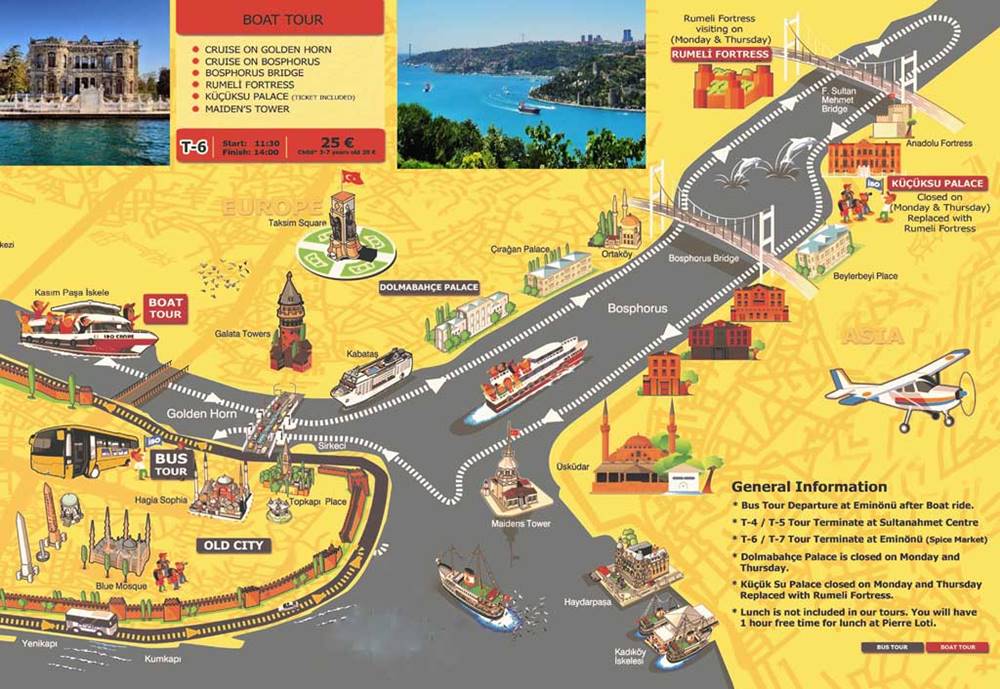 BOAT TOUR
CRUISE ON GOLDEN HORN
CRUISE ON BOSPHORUS
BOSPHORUS BRIDGE
RUMELİ FORTRESS
KÜÇÜKSU PALACE (TICKET INCLUDED)
MAIDEN'S TOWER
T-6
Start: 11:30
Finish: 14:00
25 €
Child* 3-7 years old 20 €
Rumeli Fortress
visiting on
(Monday & Thursday)
RUMELİ FORTRESS
F. Sultan
Mehmet
Bridge
Anadolu Fortress
KÜÇÜKSU PALACE
Closed on
(Monday & Thursday)
Replaced with
Rumeli Fortress
İBO
EUROPE
Taksim Square
kezi
Çırağan Palace
Ortaköy
Bosphorus Bridge
Beylerbeyi Place
DOLMABAHÇE PALACE
Kasım Paşa İskele
BOAT
TOUR
Galata Towers
Bosphorus
Kabataş
ASIA
Golden Horn
Sirkeci
İBO
BUS
TOUR
Hagia Sophia
Topkapı Place
Üsküdar
Maidens Tower
OLD CITY
Blue Mosque
Haydarpaşa
Yenikapı
Kumkapı
Kadıköy
İskelesi
General Information
* Bus Tour Departure at Eminönü after Boat ride.
* T-4 / T-5 Tour Terminate at Sultanahmet Centre
* T-6 / T-7 Tour Terminate at Eminönü (Spice Market)
* Dolmabahçe Palace is closed on Monday and
Thursday.
* Küçük Su Palace closed on Monday and Thursday
Replaced with Rumeli Fortress.
* Lunch is not included in our tours. You will have
1 hour free time for lunch at Pierre Loti.
BUS TOUR
BOAT TOUR